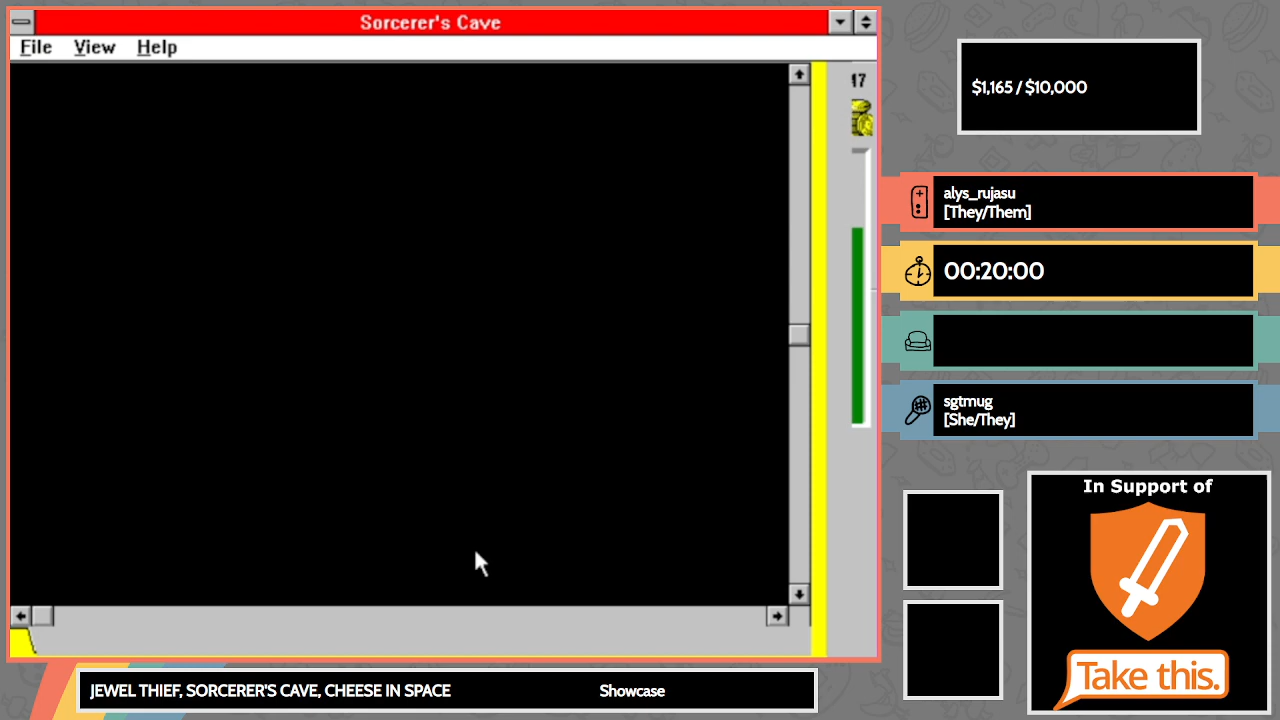 Sorcerer's Cave
File View Help
17
$1,165 / $10,000
alys_rujasu
[They/Them]
00:20:00
sgtmug
[She/They]
In Support of
Take this.
JEWEL THIEF, SORCERER'S CAVE, CHEESE IN SPACE
Showcase